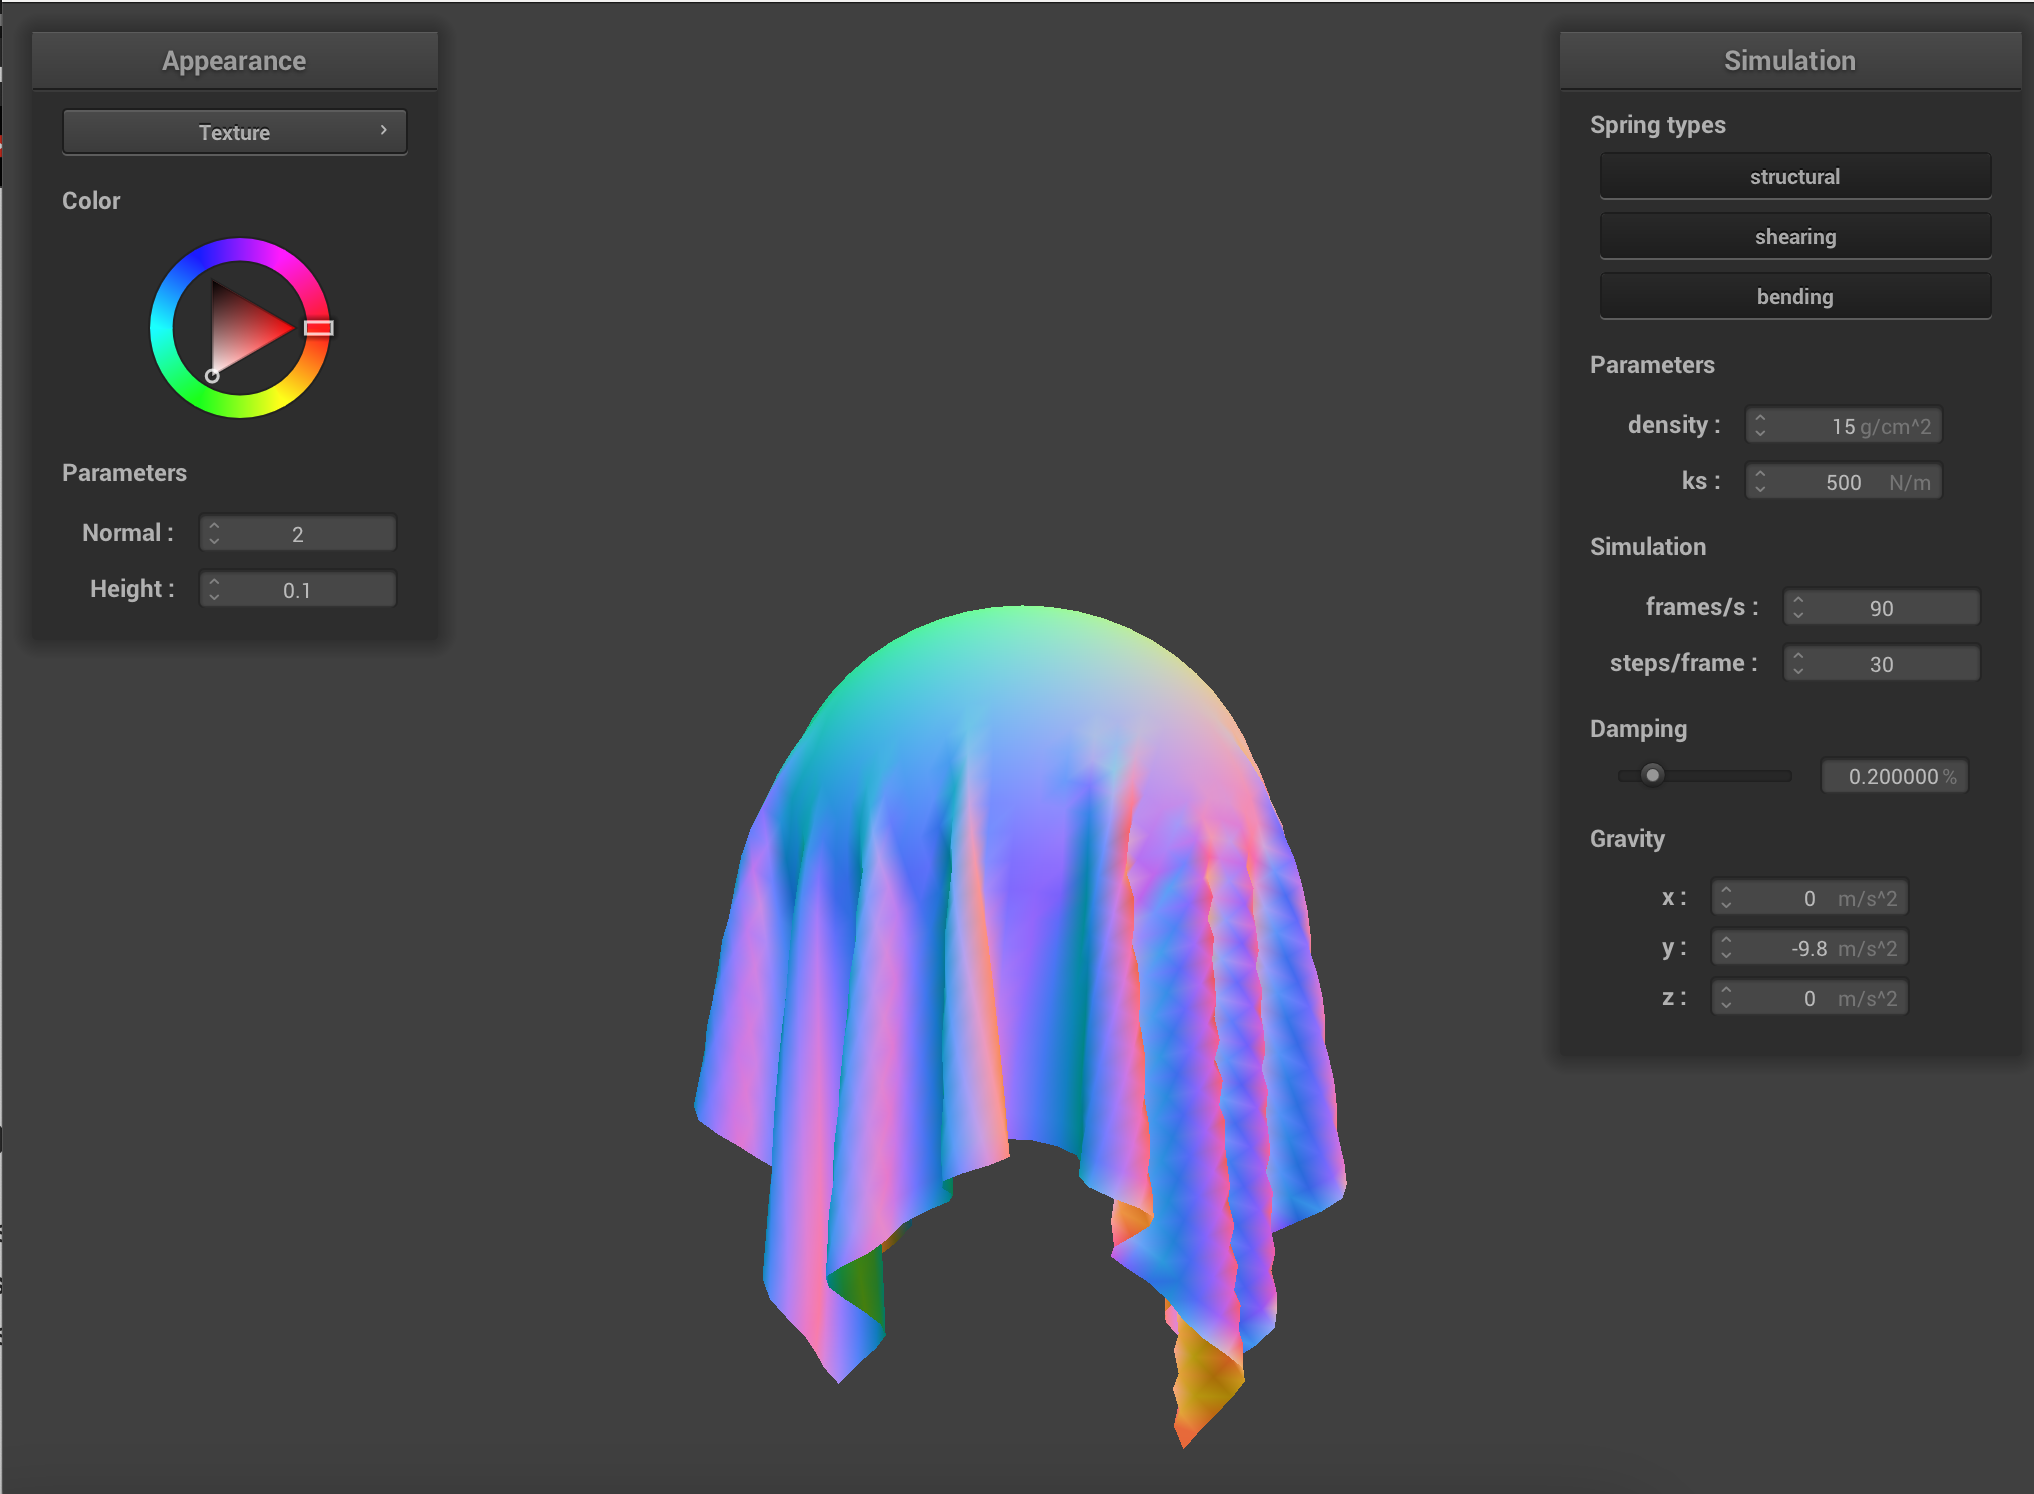 Appearance
Texture
Color
Parameters
Normal : 2
Height : 0.1
Simulation
Spring types
structural
shearing
bending
Parameters
density : 15 g/cm^2
ks : 500 N/m
Simulation
frames/s : 90
steps/frame : 30
Damping
0.200000 %
Gravity
x : 0 m/s^2
y : -9.8 m/s^2
z : 0 m/s^2